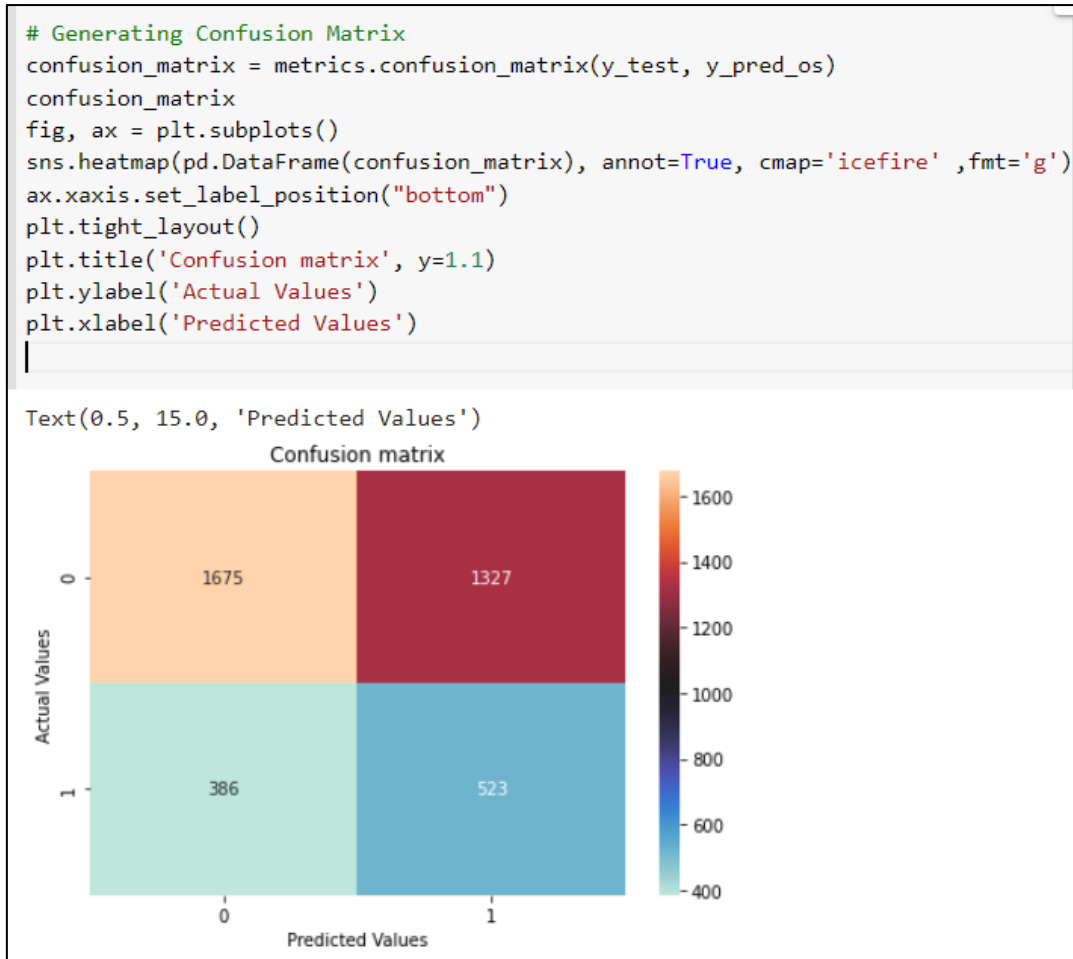 # Generating Confusion Matrix
confusion_matrix = metrics.confusion_matrix(y_test, y_pred_os)
confusion_matrix
fig, ax = plt.subplots()
sns.heatmap(pd.DataFrame(confusion_matrix), annot=True, cmap='icefire' ,fmt='g')
ax.xaxis.set_label_position("bottom")
plt.tight_layout()
plt.title('Confusion matrix', y=1.1)
plt.ylabel('Actual Values')
plt.xlabel('Predicted Values')
Text(0.5, 15.0, 'Predicted Values')
Confusion matrix
Actual Values
0
1
1675 1327
386 523
0 1
Predicted Values
1600
1400
1200
1000
800
600
400